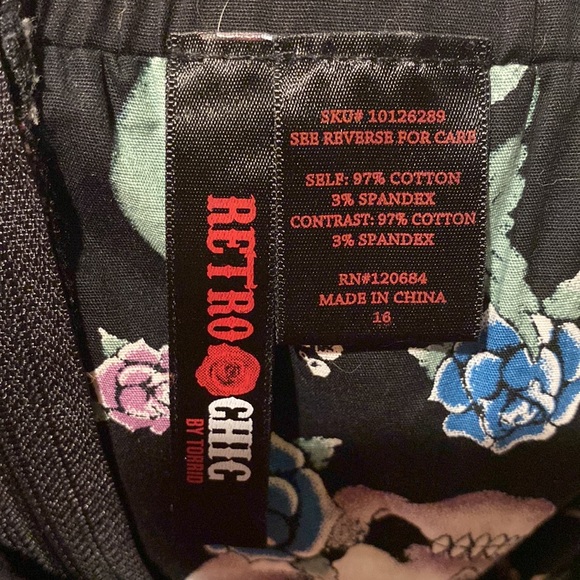 RETRO CHIC
BY TORRID
SKU# 10126289
SEE REVERSE FOR CARE
SELF: 97% COTTON
3% SPANDEX
CONTRAST: 97% COTTON
3% SPANDEX
RN#120684
MADE IN CHINA
16